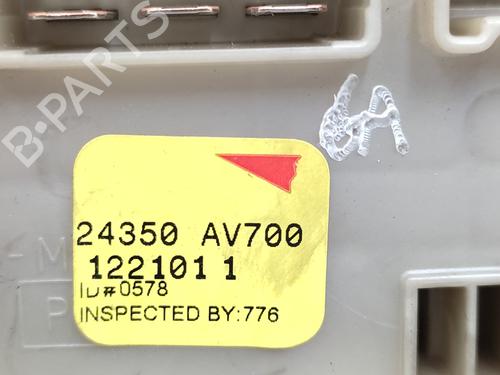 B-PARTS
24350 AV700
122101 1
ID#0578
INSPECTED BY:776